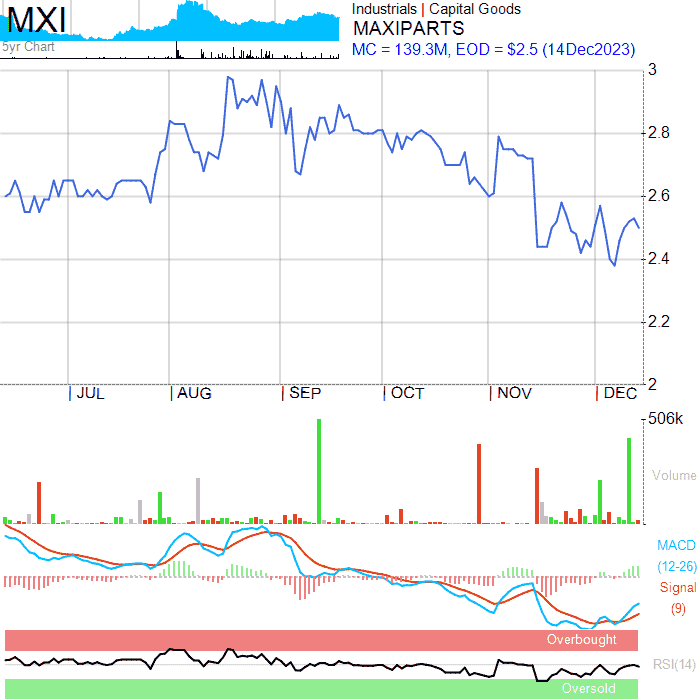 MXI
5yr Chart
Industrials | Capital Goods
MAXIPARTS
MC = 139.3M, EOD = $2.5 (14Dec2023)
3
2.8
2.6
2.4
2.2
2
JUL AUG SEP OCT NOV DEC
506k
Volume
MACD
(12-26)
Signal
(9)
Overbought
RSI(14)
Oversold